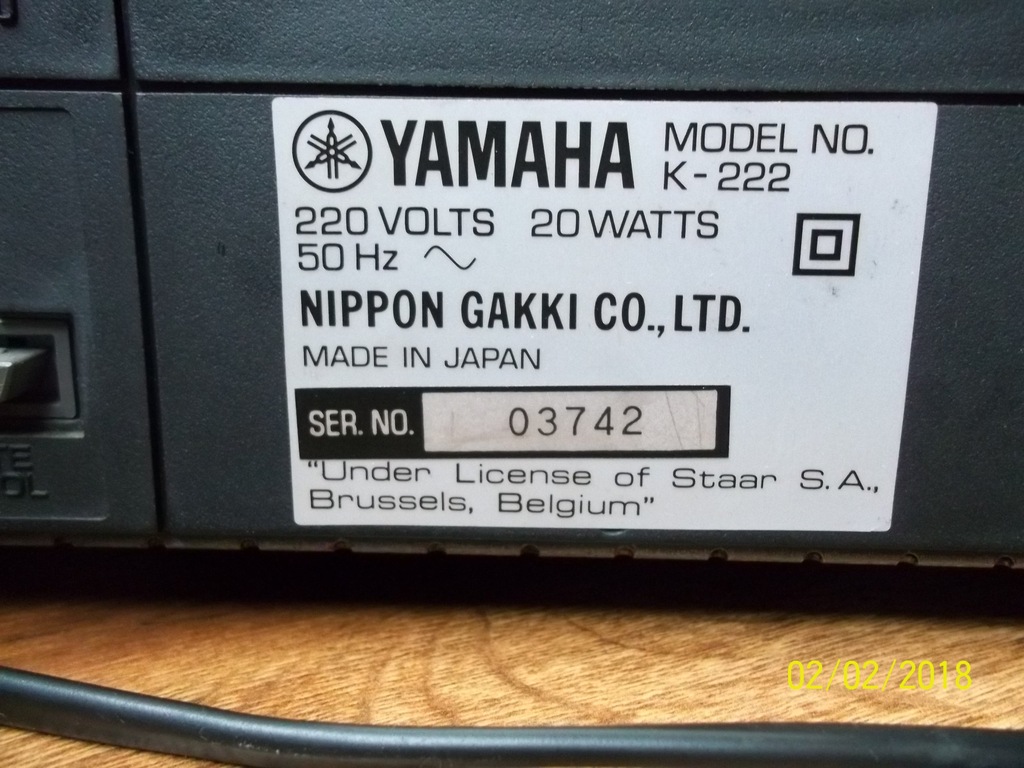 YAMAHA MODEL NO.
K-222
220 VOLTS 20 WATTS
50 Hz
NIPPON GAKKI CO., LTD.
MADE IN JAPAN
SER. NO. 03742
"Under License of Staar S.A.,
Brussels, Belgium"
02/02/2018